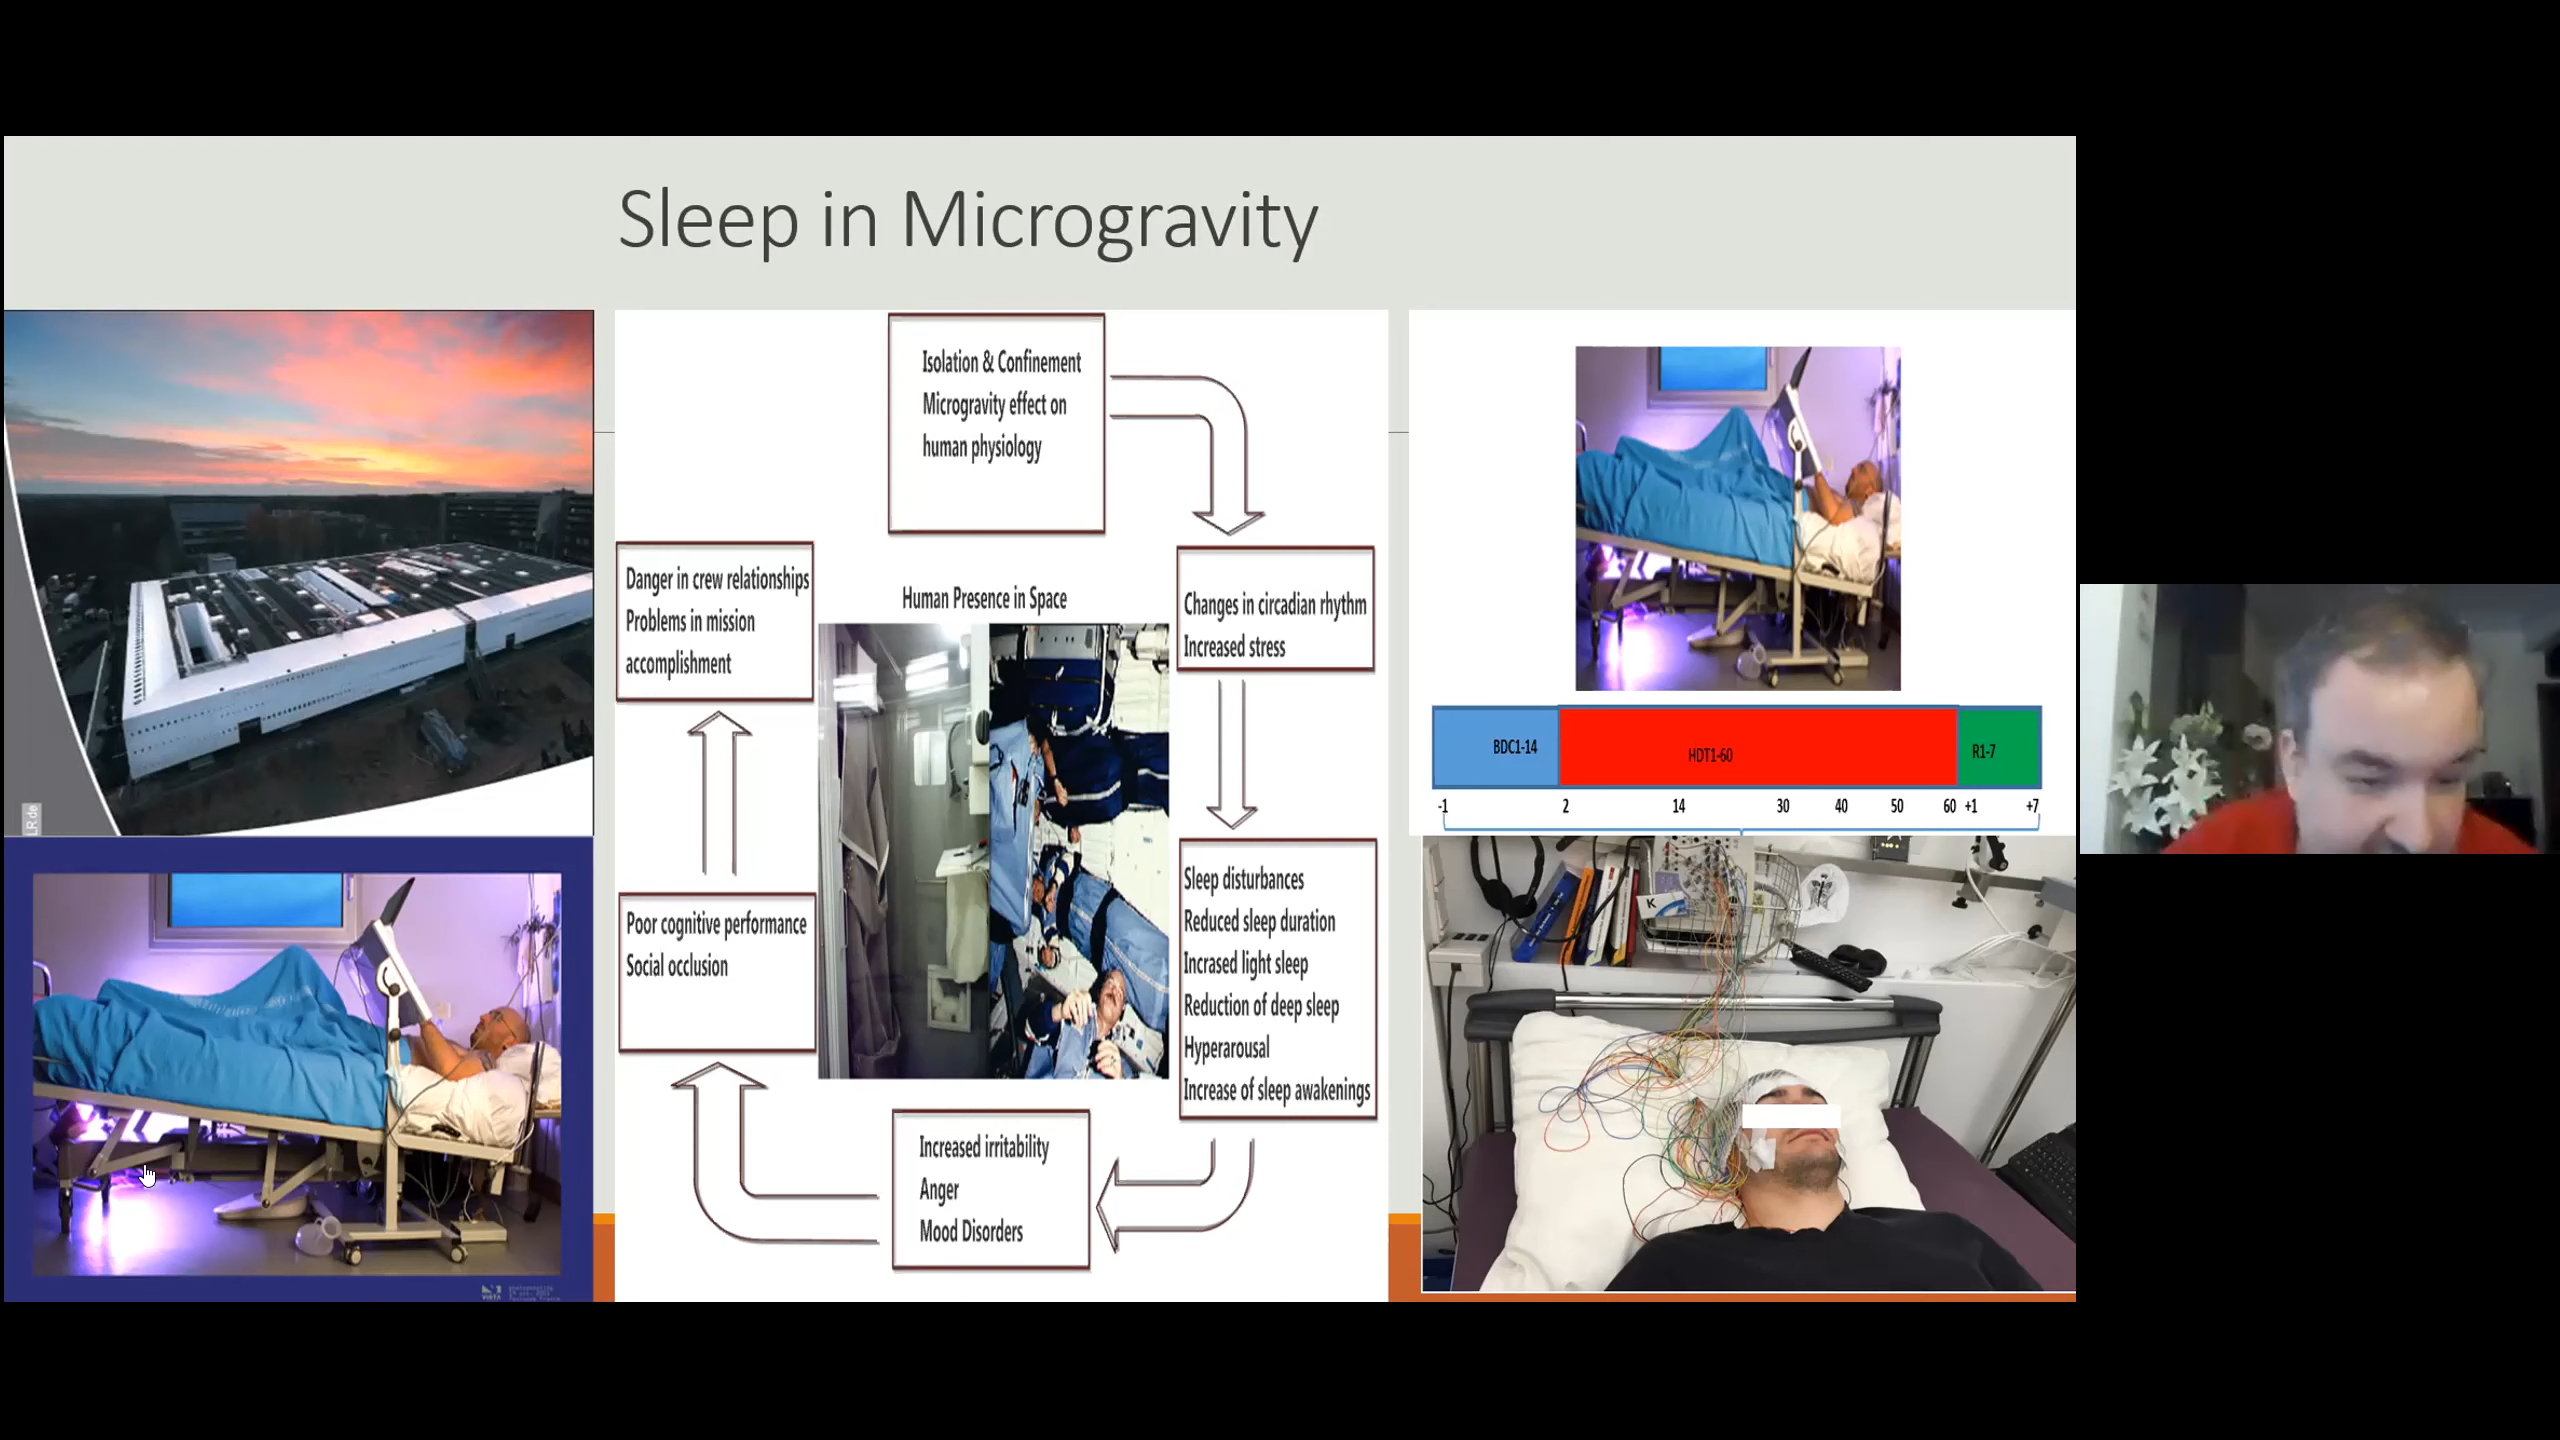 Sleep in Microgravity
LR.de
Isolation & Confinement
Microgravity effect on
human physiology
Changes in circadian rhythm
Increased stress
Sleep disturbances
Reduced sleep duration
Incrased light sleep
Reduction of deep sleep
Hyperarousal
Increase of sleep awakenings
Increased irritability
Anger
Mood Disorders
Poor cognitive performance
Social occlusion
Danger in crew relationships
Problems in mission
accomplishment
Human Presence in Space
BDC1-14
HDT1-60
R1-7
-1 2 14 30 40 50 60 +1 +7
K